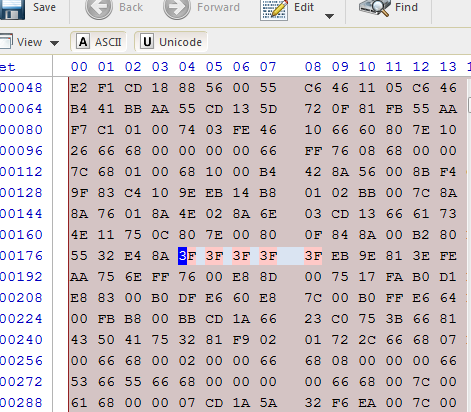 Save Back Forward Edit Find
View A ASCII U Unicode
et 00 01 02 03 04 05 06 07 08 09 10 11 12 13
00048 E2 F1 CD 18 88 56 00 55 C6 46 11 05 C6 46
00064 B4 41 BB AA 55 CD 13 5D 72 0F 81 FB 55 AA
00080 F7 C1 01 00 74 03 FE 46 10 66 60 80 7E 10
00096 26 66 68 00 00 00 00 66 FF 76 08 68 00 00
00112 7C 68 01 00 68 10 00 B4 42 8A 56 00 8B F4
00128 9F 83 C4 10 9E EB 14 B8 01 02 BB 00 7C 8A
00144 8A 76 01 8A 4E 02 8A 6E 03 CD 13 66 61 73
00160 4E 11 75 0C 80 7E 00 80 0F 84 8A 00 B2 80
00176 55 32 E4 8A 3F 3F 3F 3F 3F EB 9E 81 3E FE
00192 AA 75 6E FF 76 00 E8 8D 00 75 17 FA B0 D1
00208 E8 83 00 B0 DF E6 60 E8 7C 00 B0 FF E6 64
00224 00 FB B8 00 BB CD 1A 66 23 C0 75 3B 66 81
00240 43 50 41 75 32 81 F9 02 01 72 2C 66 68 07
00256 00 66 68 00 02 00 00 66 68 08 00 00 00 66
00272 53 66 55 66 68 00 00 00 00 66 68 00 7C 00
00288 61 68 00 00 07 CD 1A 5A 32 F6 EA 00 7C 00